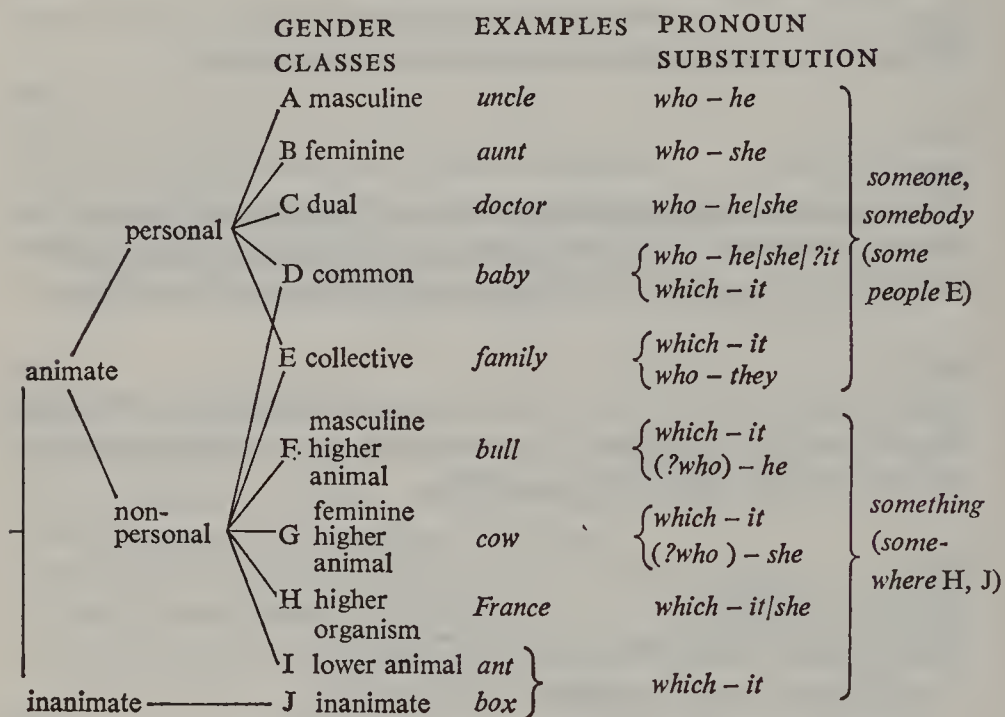 GENDER EXAMPLES PRONOUN
CLASSES SUBSTITUTION
A masculine uncle who – he
B feminine aunt who – she
C dual doctor who – he/she
personal
D common baby who – he/she/?it
which – it
someone,
somebody
(some
people E)
E collective family which – it
who – they
animate
masculine
F higher bull which – it
animal (?who) – he
non-
personal
feminine
G higher cow which – it
animal (?who) – she
something
(some-
where H, J)
H higher France which – it/she
organism
I lower animal ant
which – it
inanimate J inanimate box